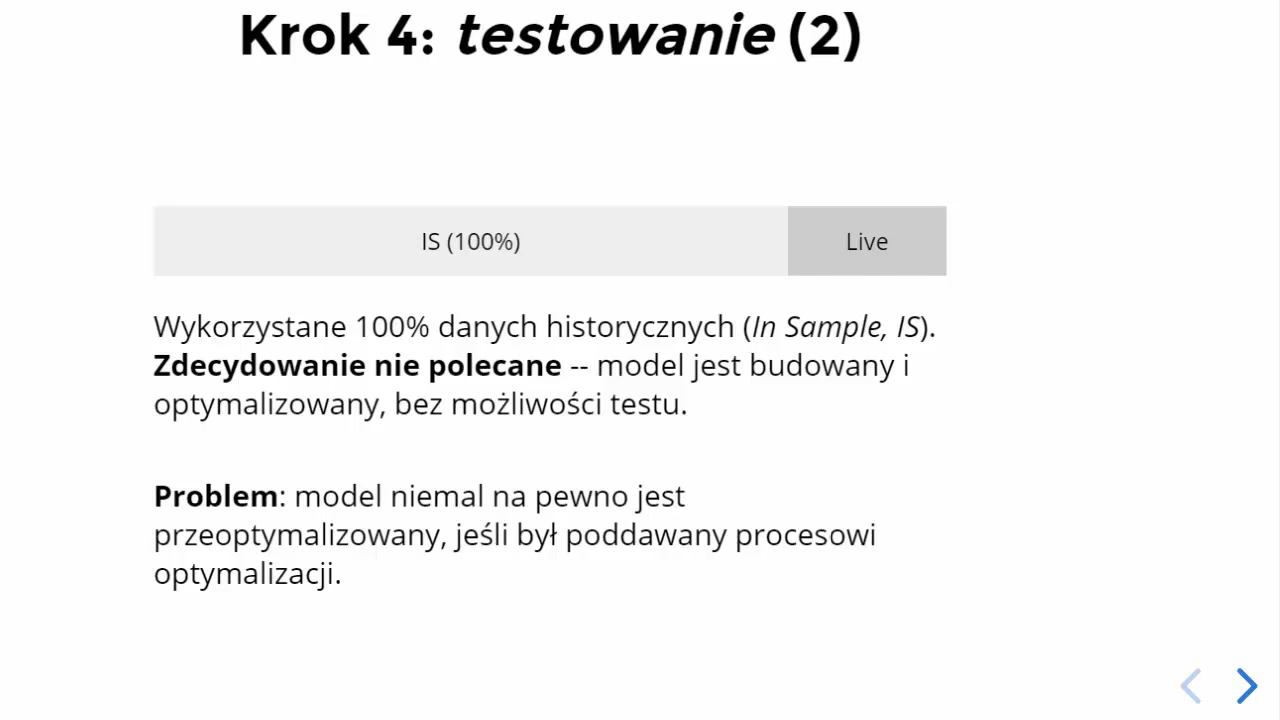 Krok 4: testowanie (2)
IS (100%)
Live
Wykorzystane 100% danych historycznych (In Sample, IS).
Zdecydowanie nie polecane -- model jest budowany i
optymalizowany, bez możliwości testu.
Problem: model niemal na pewno jest
przeoptymalizowany, jeśli był poddawany procesowi
optymalizacji.